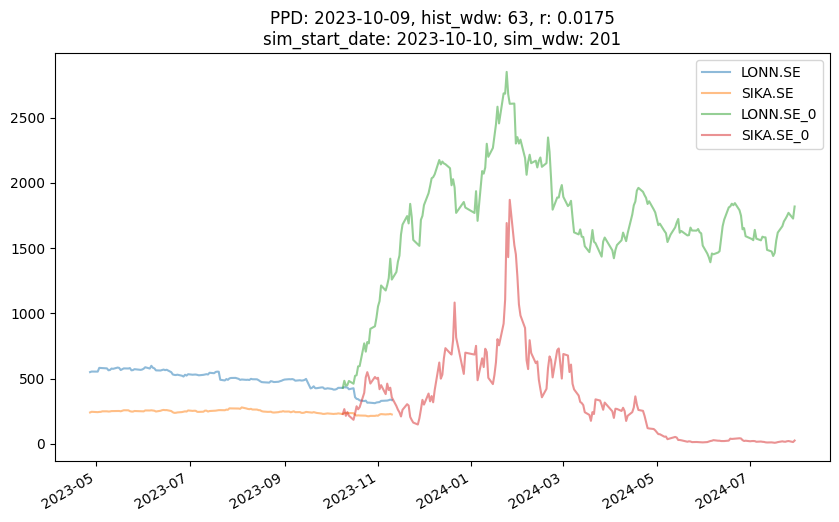 PPD: 2023-10-09, hist_wdw: 63, r: 0.0175
sim_start_date: 2023-10-10, sim_wdw: 201
LONN.SE
SIKA.SE
LONN.SE_0
SIKA.SE_0
2500
2000
1500
1000
500
0
2023-05
2023-07
2023-09
2023-11
2024-01
2024-03
2024-05
2024-07